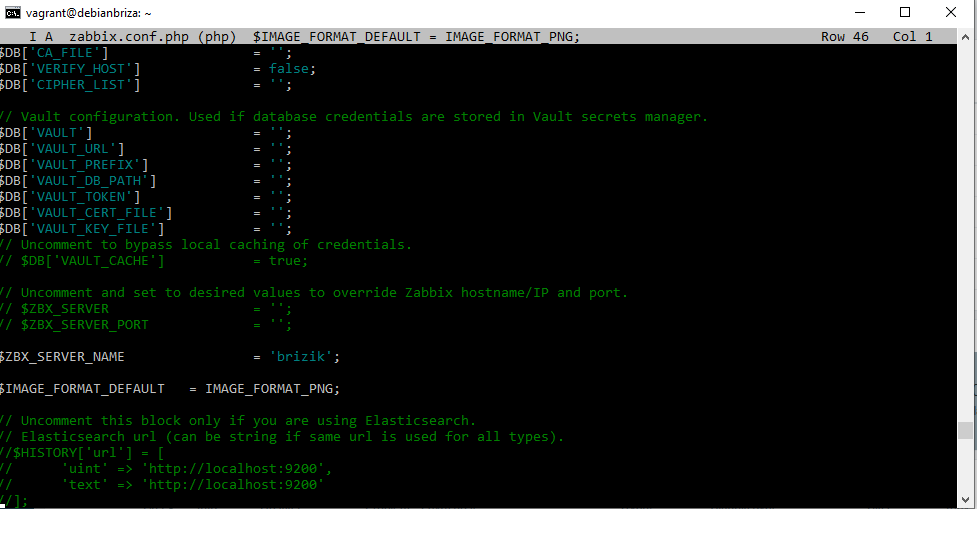 vagrant@debianbriza: ~
I A zabbix.conf.php (php) $IMAGE_FORMAT_DEFAULT = IMAGE_FORMAT_PNG; Row 46 Col 1
$DB['CA_FILE'] = '';
$DB['VERIFY_HOST'] = false;
$DB['CIPHER_LIST'] = '';
// Vault configuration. Used if database credentials are stored in Vault secrets manager.
$DB['VAULT'] = '';
$DB['VAULT_URL'] = '';
$DB['VAULT_PREFIX'] = '';
$DB['VAULT_DB_PATH'] = '';
$DB['VAULT_TOKEN'] = '';
$DB['VAULT_CERT_FILE'] = '';
$DB['VAULT_KEY_FILE'] = '';
// Uncomment to bypass local caching of credentials.
// $DB['VAULT_CACHE'] = true;
// Uncomment and set to desired values to override Zabbix hostname/IP and port.
// $ZBX_SERVER = '';
// $ZBX_SERVER_PORT = '';
$ZBX_SERVER_NAME = 'brizik';
$IMAGE_FORMAT_DEFAULT = IMAGE_FORMAT_PNG;
// Uncomment this block only if you are using Elasticsearch.
// Elasticsearch url (can be string if same url is used for all types).
//$HISTORY['url'] = [
// 'uint' => 'http://localhost:9200',
// 'text' => 'http://localhost:9200'
//];